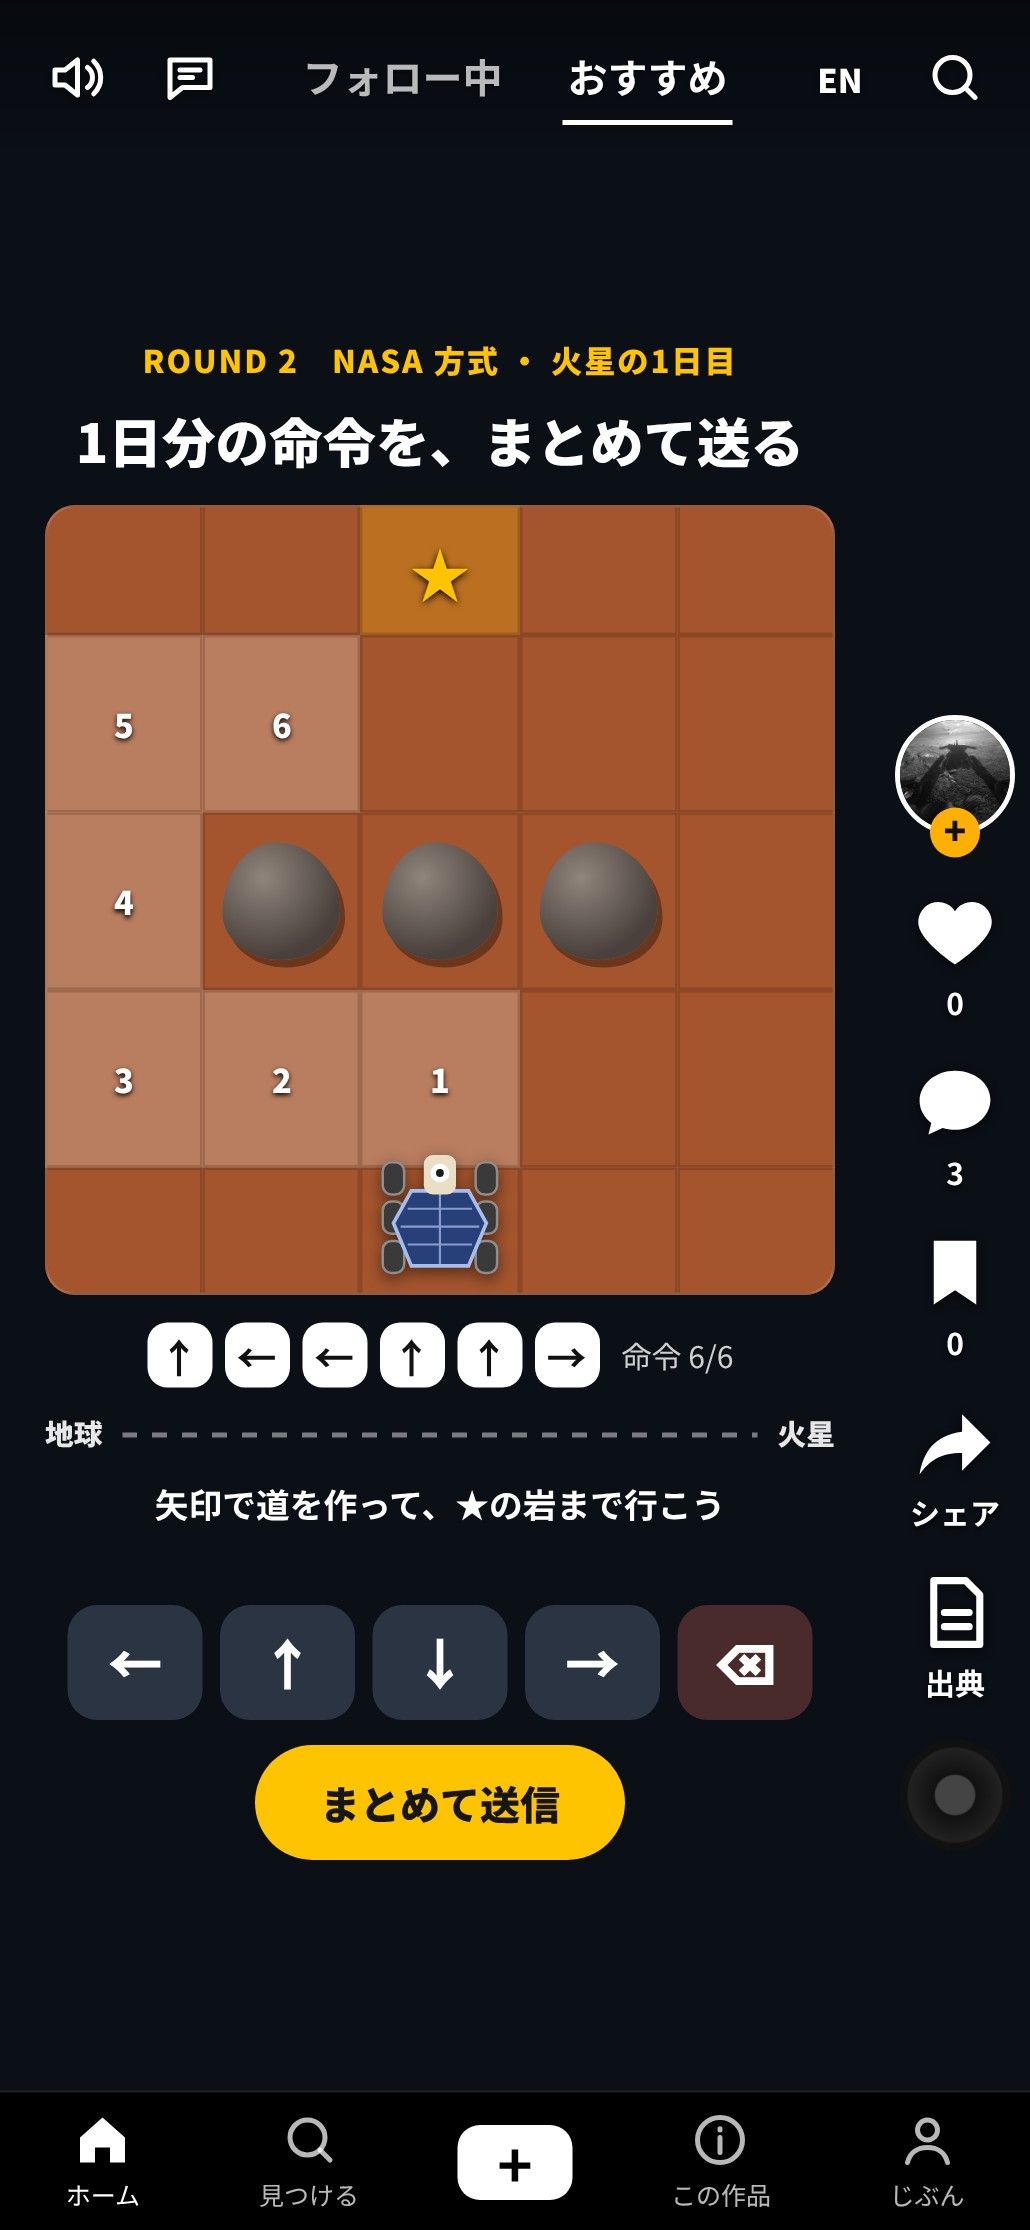 フォロー中
おすすめ
EN
ROUND 2 NASA 方式 ・ 火星の1日目
1日分の命令を、まとめて送る
★
5 6
4
3 2 1
↑ ← ← ↑ ↑ → 命令 6/6
地球 火星
矢印で道を作って、★の岩まで行こう
← ↑ ↓ →
まとめて送信
+
0
3
0
シェア
出典
ホーム
見つける
+
この作品
じぶん